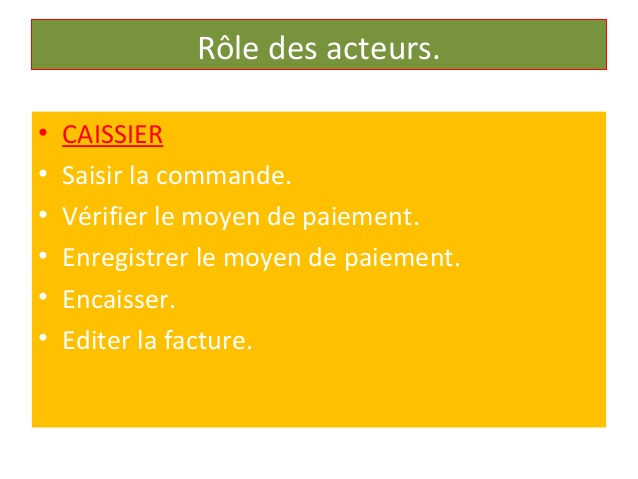 Rôle des acteurs.
• CAISSIER
• Saisir la commande.
• Vérifier le moyen de paiement.
• Enregistrer le moyen de paiement.
• Encaisser.
• Editer la facture.